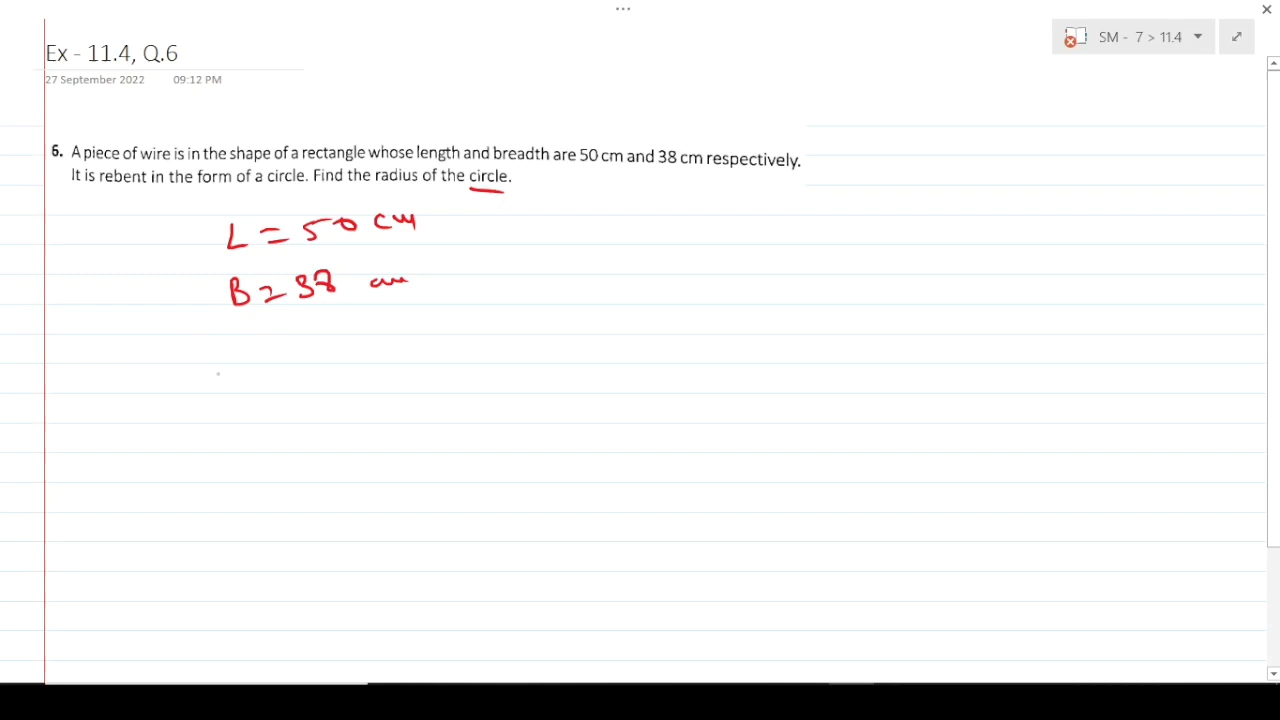 Ex - 11.4, Q.6
SM - 7 > 11.4
27 September 2022 09:12 PM
6. A piece of wire is in the shape of a rectangle whose length and breadth are 50 cm and 38 cm respectively.
It is rebent in the form of a circle. Find the radius of the circle.
L = 50 cm
B = 38 cm